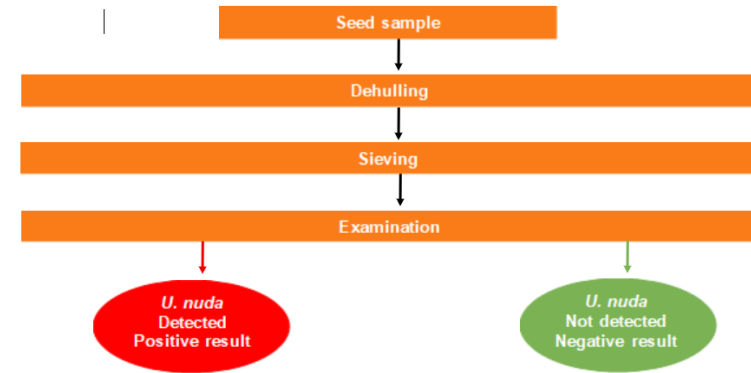 Seed sample
Dehulling
Sieving
Examination
U. nuda
Detected
Positive result
U. nuda
Not detected
Negative result